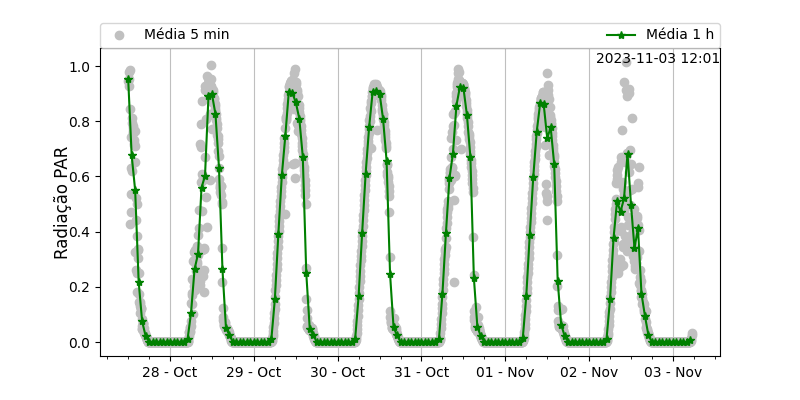 Média 5 min
Média 1 h
2023-11-03 12:01
Radiação PAR
1.0
0.8
0.6
0.4
0.2
0.0
28 - Oct
29 - Oct
30 - Oct
31 - Oct
01 - Nov
02 - Nov
03 - Nov